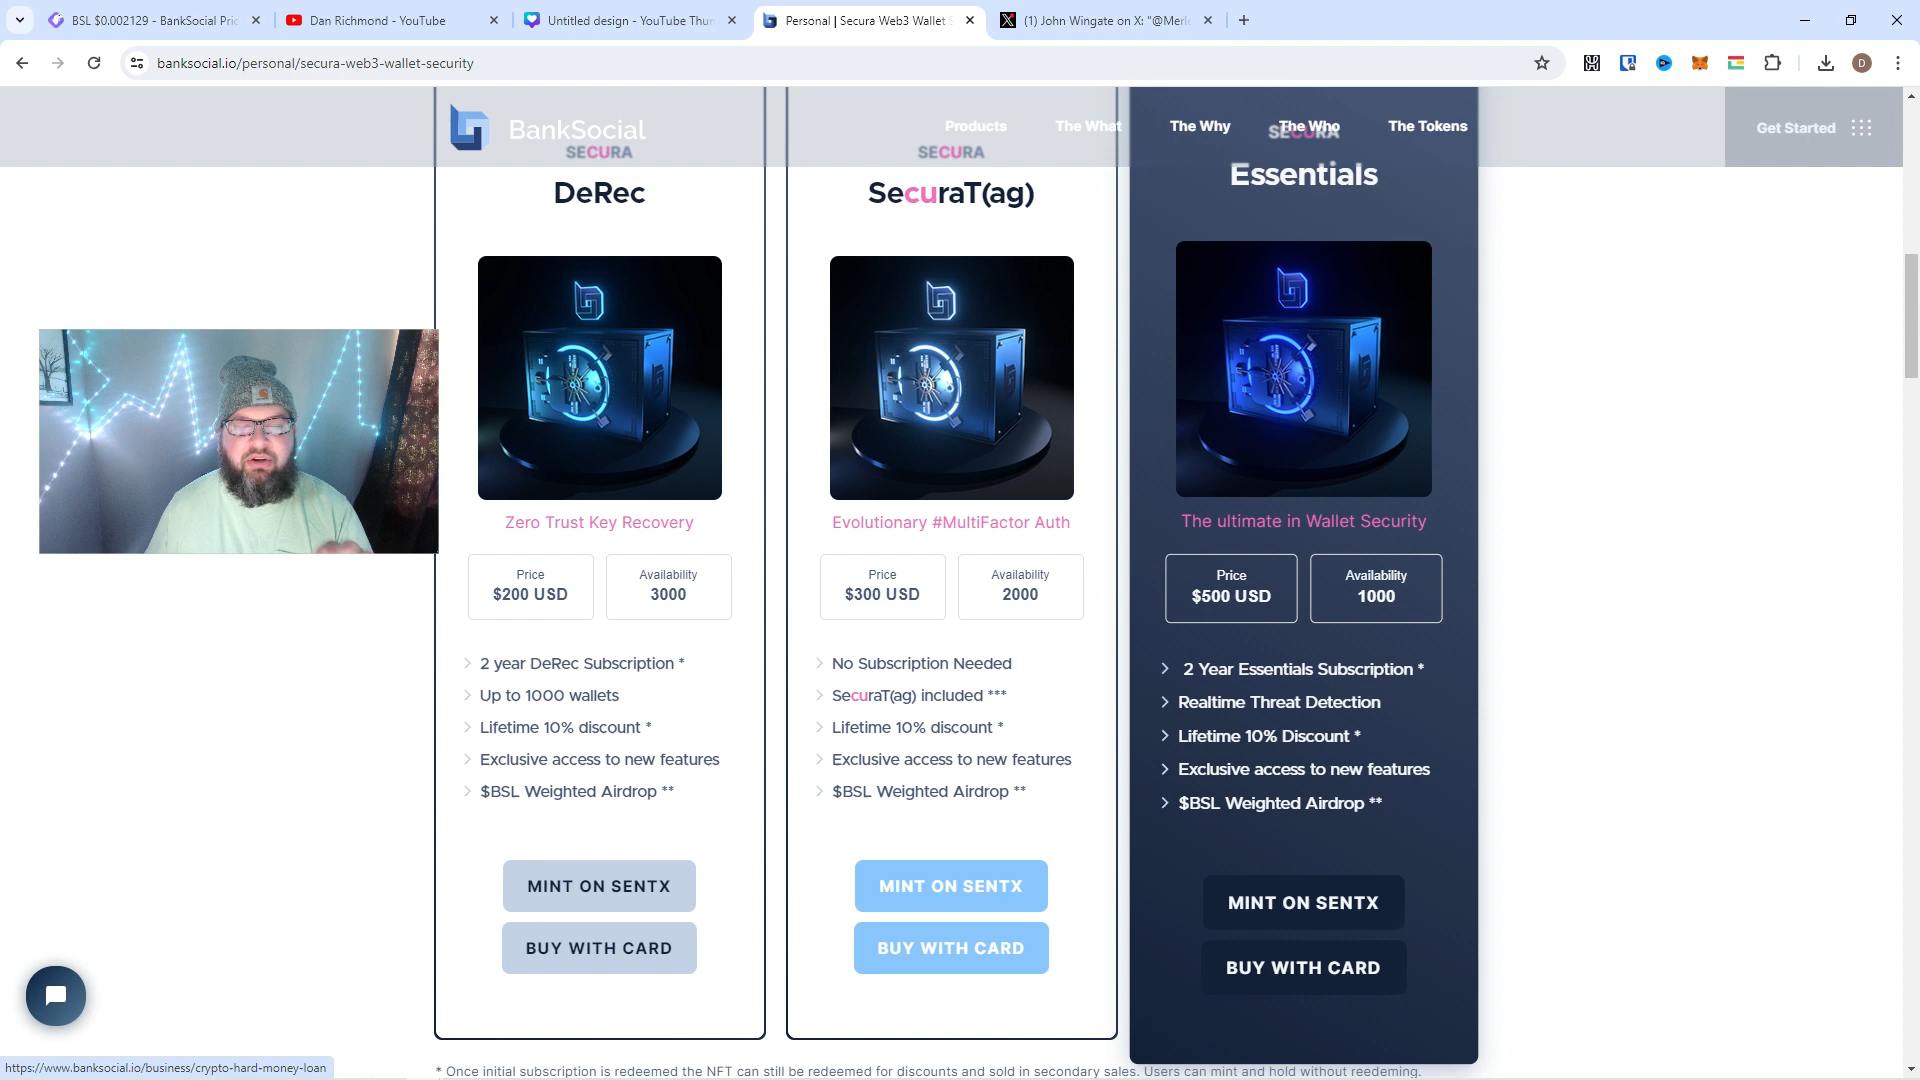 BSL $0.002129 - BankSocial Pric
Dan Richmond - YouTube
Untitled design - YouTube Thun
Personal | Secura Web3 Wallet S
(1) John Wingate on X: "@Merle
banksocial.io/personal/secura-web3-wallet-security
D
BankSocial
Products
The What
The Why
The Who
The Tokens
Get Started
SECURA
DeRec
Zero Trust Key Recovery
Price
$200 USD
Availability
3000
2 year DeRec Subscription *
Up to 1000 wallets
Lifetime 10% discount *
Exclusive access to new features
$BSL Weighted Airdrop **
MINT ON SENTX
BUY WITH CARD
SECURA
SecuraT(ag)
Evolutionary #MultiFactor Auth
Price
$300 USD
Availability
2000
No Subscription Needed
SecuraT(ag) included ***
Lifetime 10% discount *
Exclusive access to new features
$BSL Weighted Airdrop **
MINT ON SENTX
BUY WITH CARD
SECURA
Essentials
The ultimate in Wallet Security
Price
$500 USD
Availability
1000
2 Year Essentials Subscription *
Realtime Threat Detection
Lifetime 10% Discount *
Exclusive access to new features
$BSL Weighted Airdrop **
MINT ON SENTX
BUY WITH CARD
https://www.banksocial.io/business/crypto-hard-money-loan
* Once initial subscription is redeemed the NFT can still be redeemed for discounts and sold in secondary sales. Users can mint and hold without redeeming.